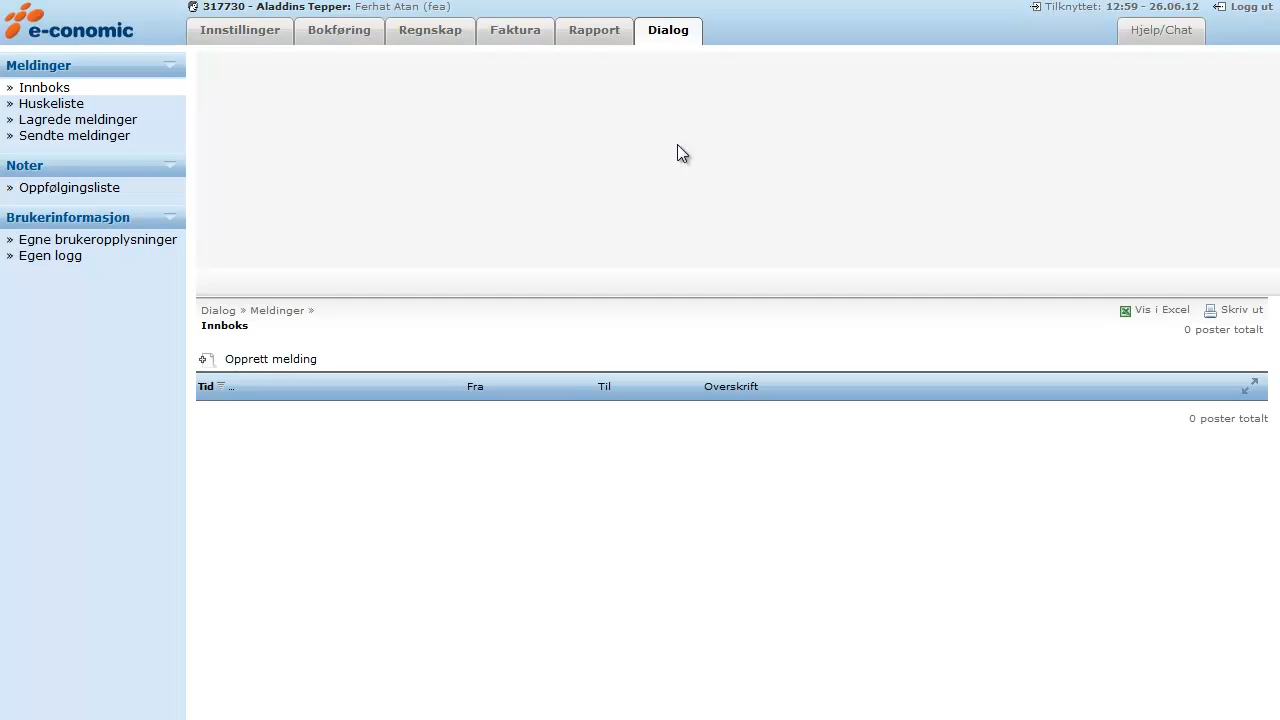 317730 - Aladdins Tepper: Ferhat Atan (fea)
Tilknyttet: 12:59 - 26.06.12 Logg ut
e-conomic
Innstillinger Bokføring Regnskap Faktura Rapport Dialog Hjelp/Chat
Meldinger
» Innboks
» Huskeliste
» Lagrede meldinger
» Sendte meldinger
Noter
» Oppfølgingsliste
Brukerinformasjon
» Egne brukeropplysninger
» Egen logg
Dialog » Meldinger »
Innboks
Vis i Excel Skriv ut
0 poster totalt
Opprett melding
Tid ... Fra Til Overskrift
0 poster totalt